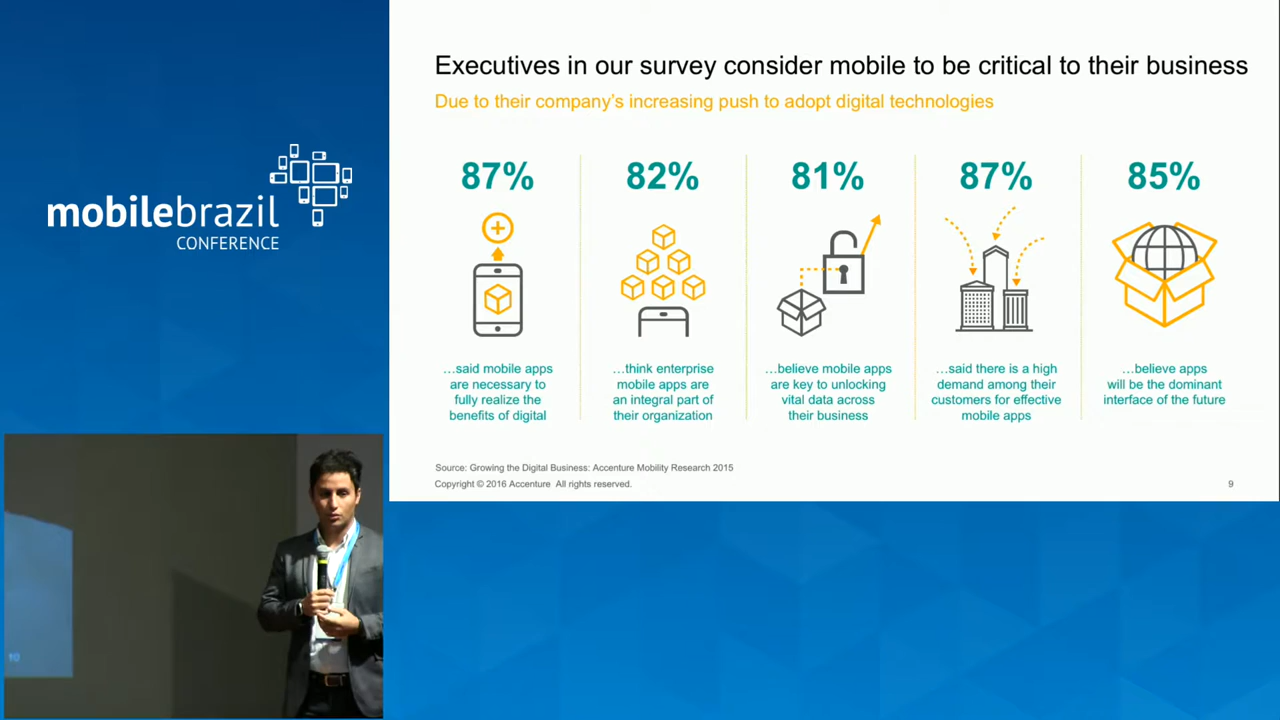 mobilebrazil
CONFERENCE
Executives in our survey consider mobile to be critical to their business
Due to their company's increasing push to adopt digital technologies
87%
…said mobile apps
are necessary to
fully realize the
benefits of digital
82%
…think enterprise
mobile apps are
an integral part of
their organization
81%
…believe mobile apps
are key to unlocking
vital data across
their business
87%
…said there is a high
demand among their
customers for effective
mobile apps
85%
…believe apps
will be the dominant
interface of the future
Source: Growing the Digital Business: Accenture Mobility Research 2015
Copyright © 2016 Accenture All rights reserved.
9
10